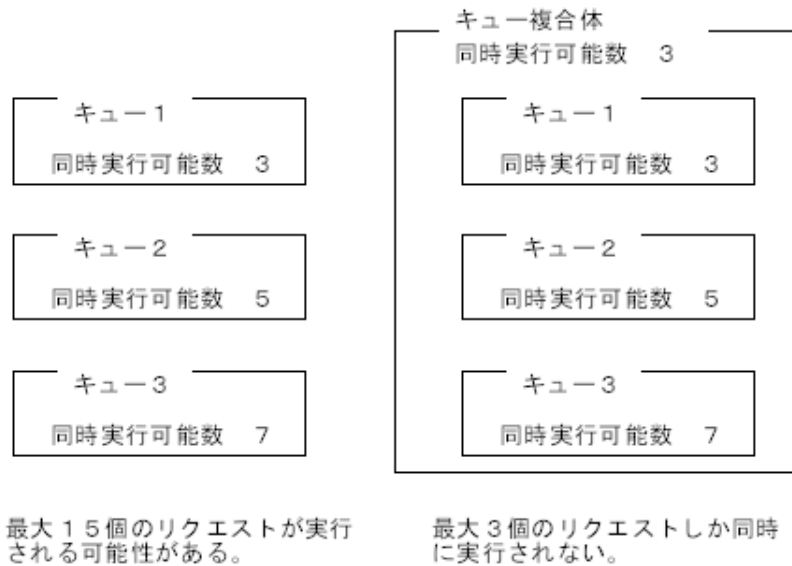 キュー１
同時実行可能数　３
キュー２
同時実行可能数　５
キュー３
同時実行可能数　７
最大１５個のリクエストが実行
される可能性がある。
キュー複合体
同時実行可能数　３
キュー１
同時実行可能数　３
キュー２
同時実行可能数　５
キュー３
同時実行可能数　７
最大３個のリクエストしか同時
に実行されない。